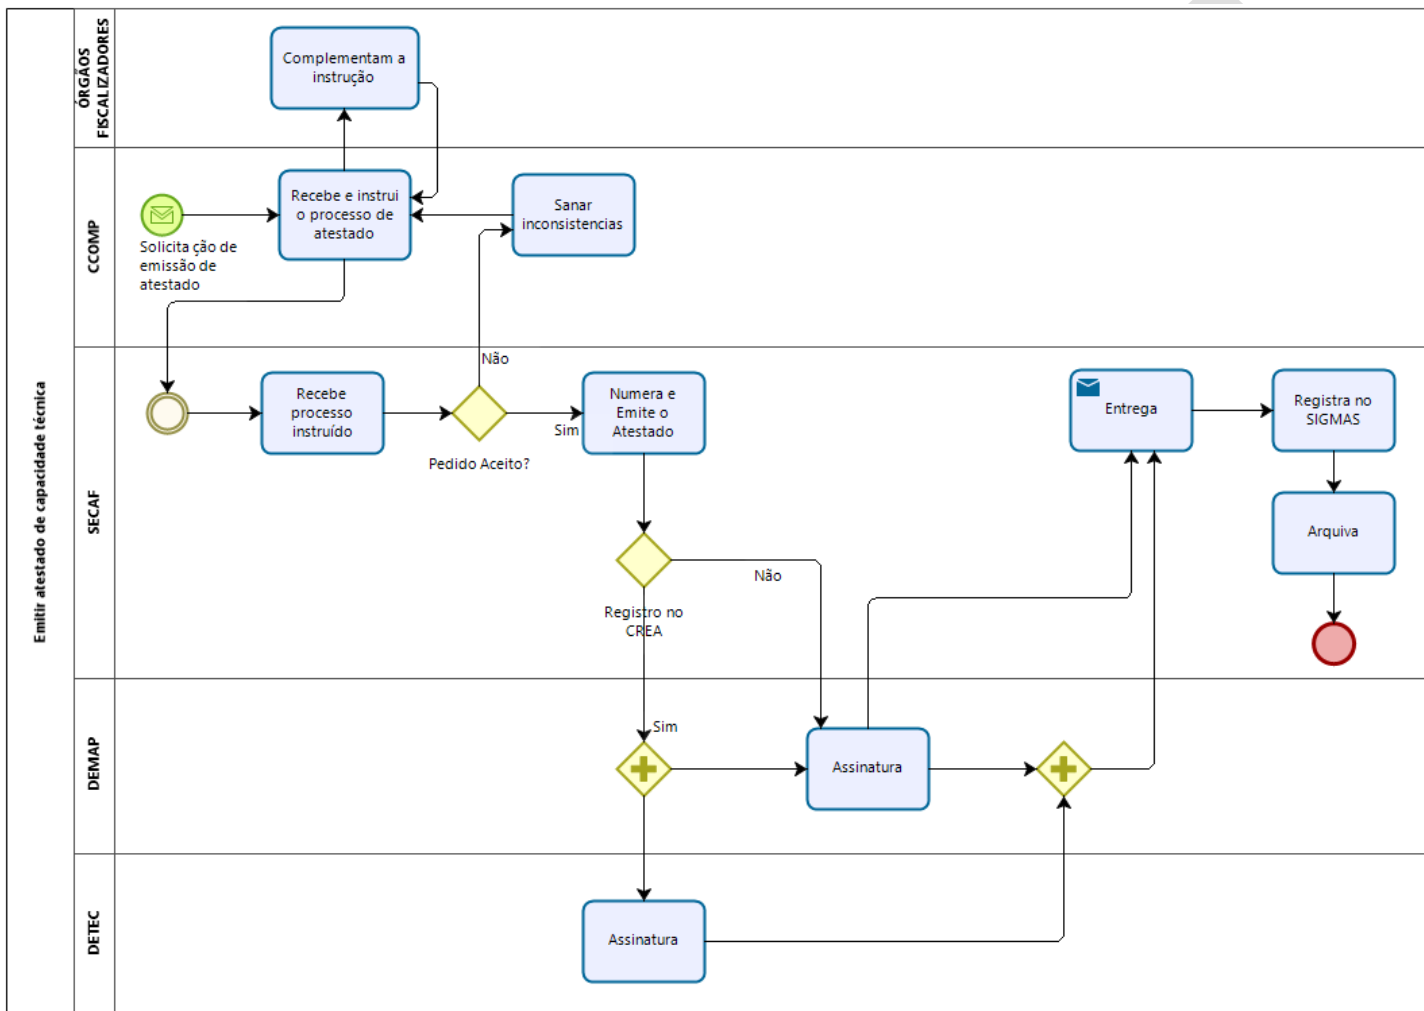 Emitir atestado de capacidade técnica
ÓRGÃOS
FISCALIZADORES
Complementam a
instrução
CCOMP
Solicita ção de
emissão de
atestado
Recebe e instrui
o processo de
atestado
Sanar
inconsistencias
SECAF
Recebe
processo
instruído
Não
Pedido Aceito?
Sim
Numera e
Emite o
Atestado
Registro no
CREA
Não
Entrega
Registra no
SIGMAS
Arquiva
DEMAP
Sim
Assinatura
DETEC
Assinatura